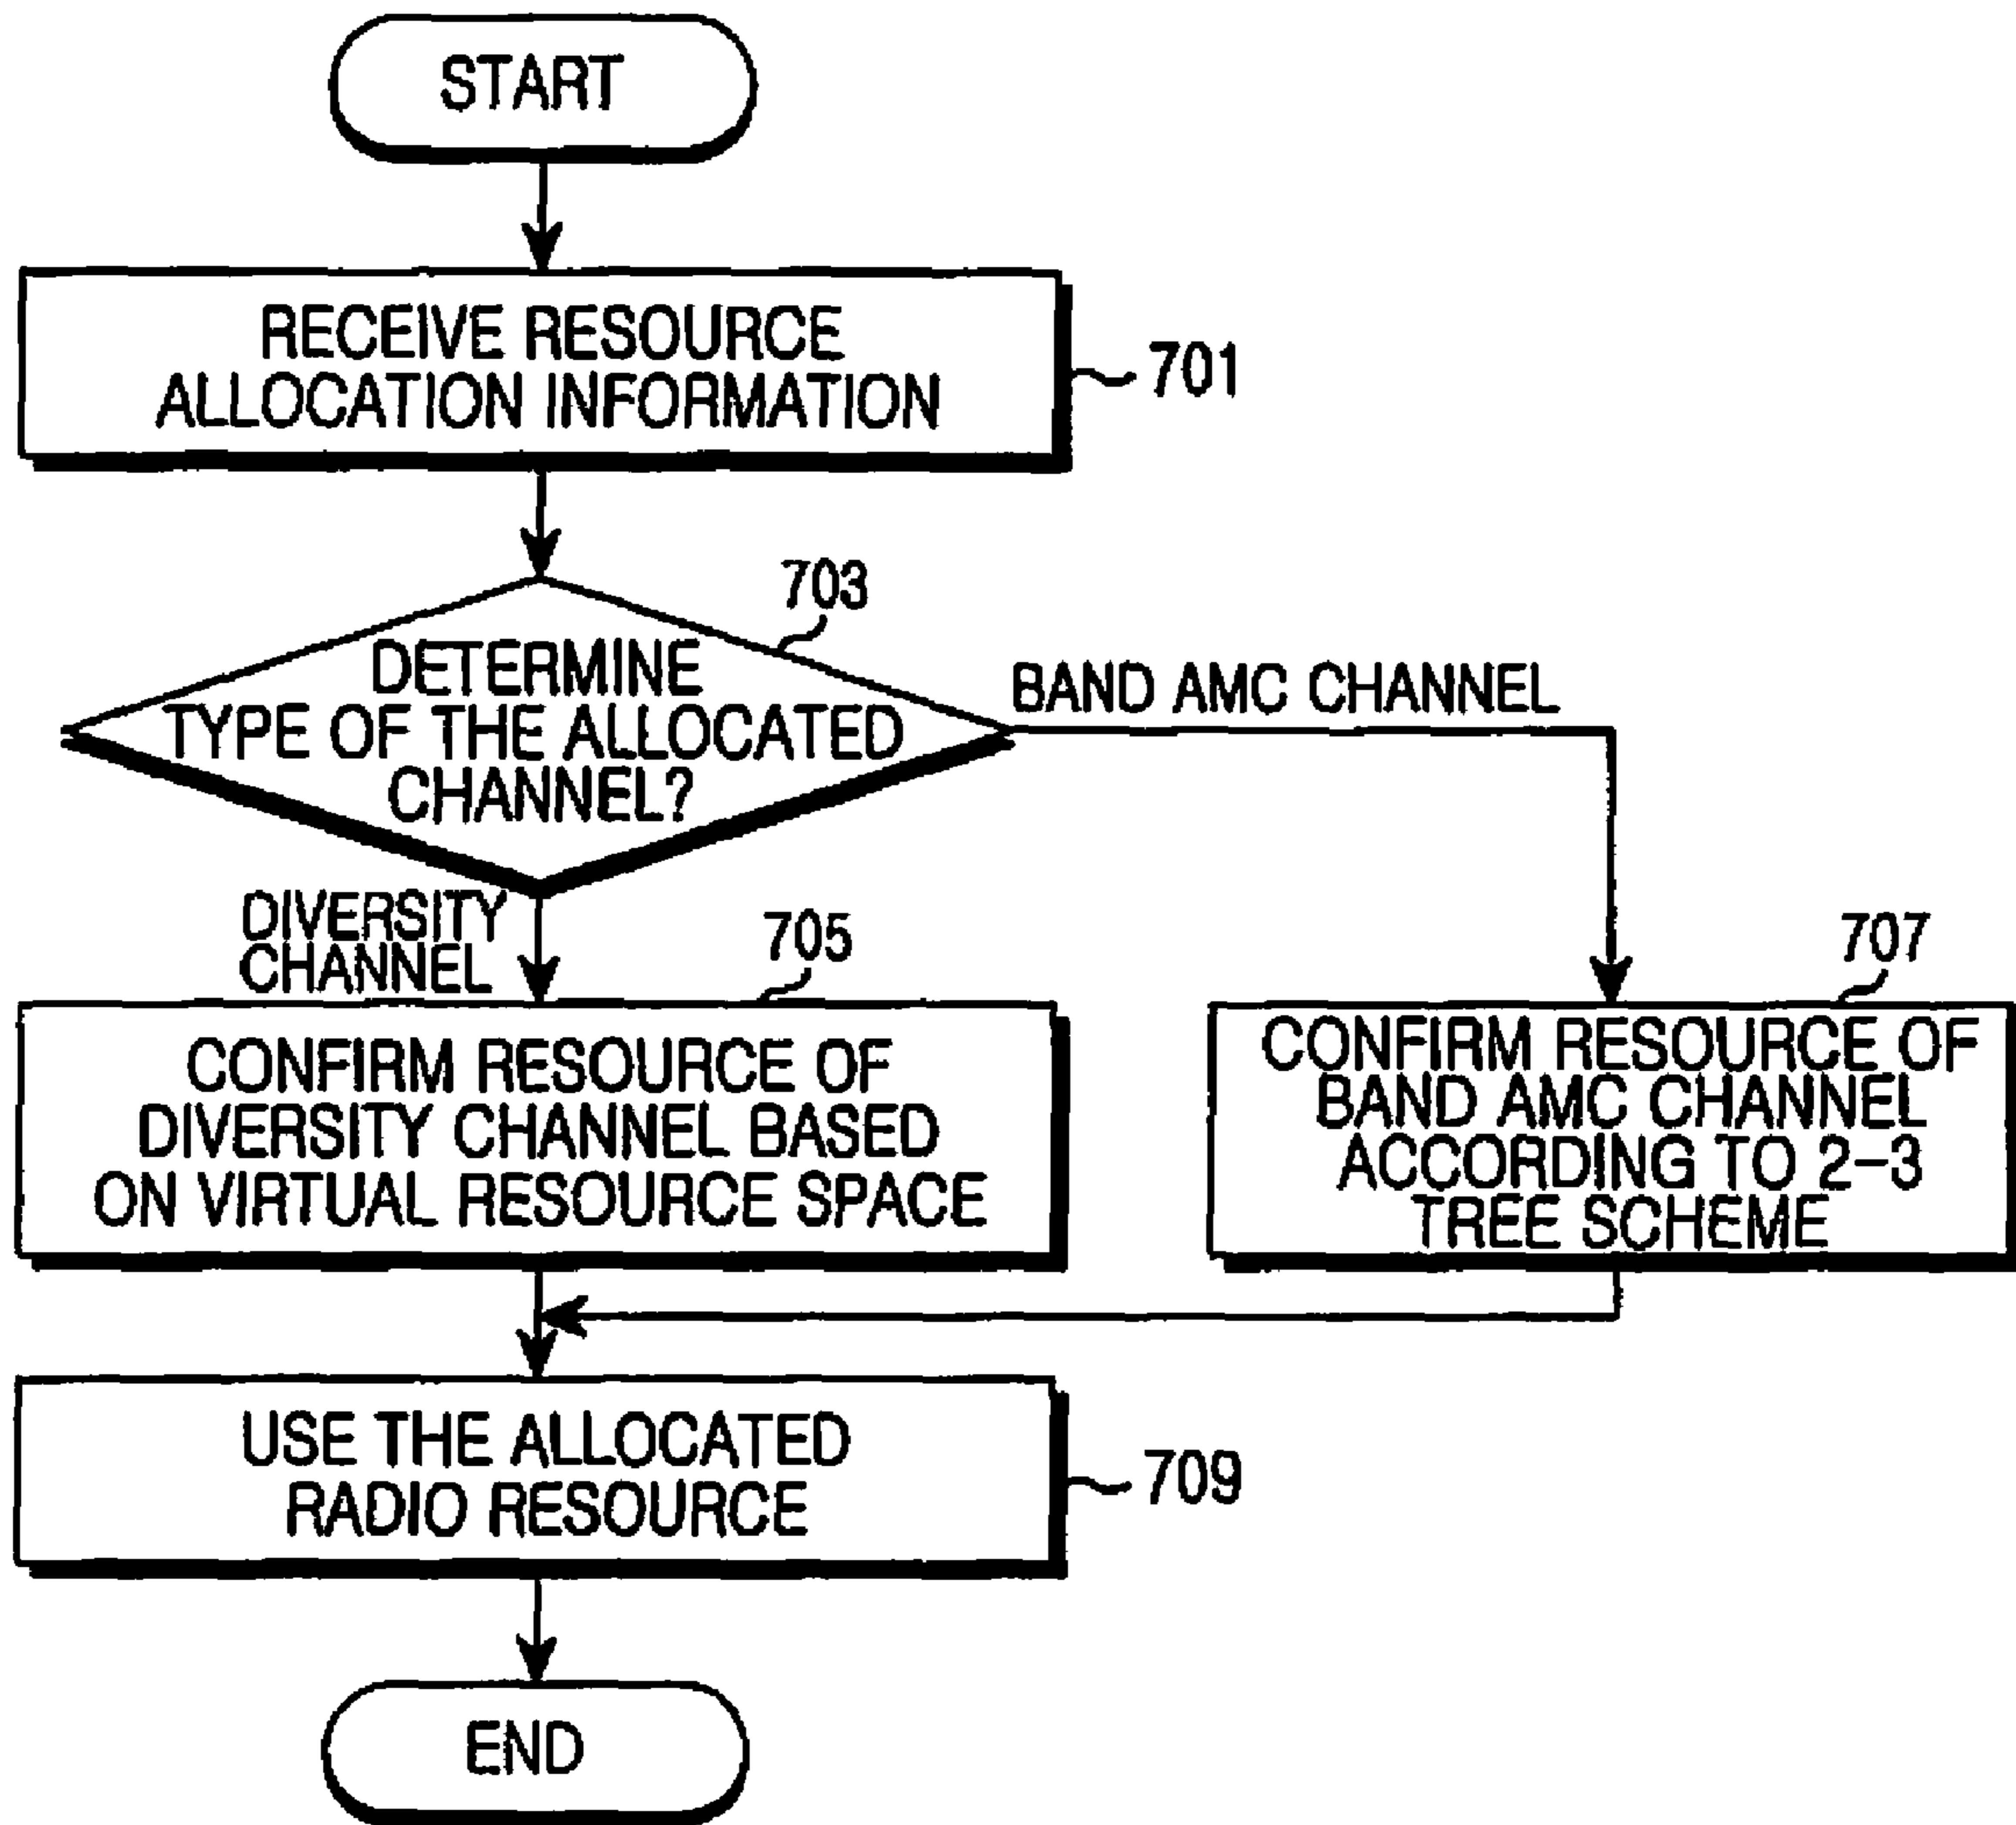 START
RECEIVE RESOURCE
ALLOCATION INFORMATION
701
703
DETERMINE
TYPE OF THE ALLOCATED
CHANNEL?
BAND AMC CHANNEL
DIVERSITY
CHANNEL
705
CONFIRM RESOURCE OF
DIVERSITY CHANNEL BASED
ON VIRTUAL RESOURCE SPACE
707
CONFIRM RESOURCE OF
BAND AMC CHANNEL
ACCORDING TO 2-3
TREE SCHEME
USE THE ALLOCATED
RADIO RESOURCE
709
END